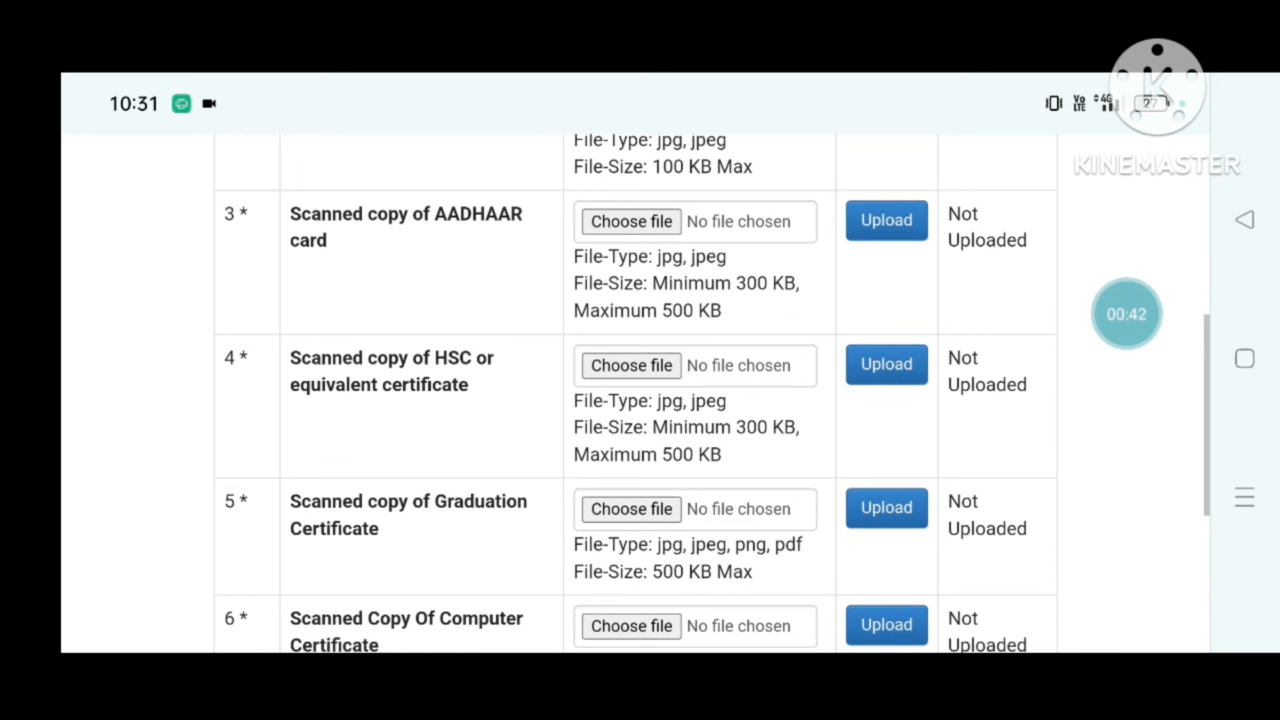 10:31
Vo LTE 4G 27
KINEMASTER
File-Type: jpg, jpeg
File-Size: 100 KB Max
3 * Scanned copy of AADHAAR Choose file No file chosen Upload Not
card Uploaded
File-Type: jpg, jpeg
File-Size: Minimum 300 KB,
Maximum 500 KB
00:42
4 * Scanned copy of HSC or Choose file No file chosen Upload Not
equivalent certificate Uploaded
File-Type: jpg, jpeg
File-Size: Minimum 300 KB,
Maximum 500 KB
5 * Scanned copy of Graduation Choose file No file chosen Upload Not
Certificate Uploaded
File-Type: jpg, jpeg, png, pdf
File-Size: 500 KB Max
6 * Scanned Copy Of Computer Choose file No file chosen Upload Not
Certificate Uploaded